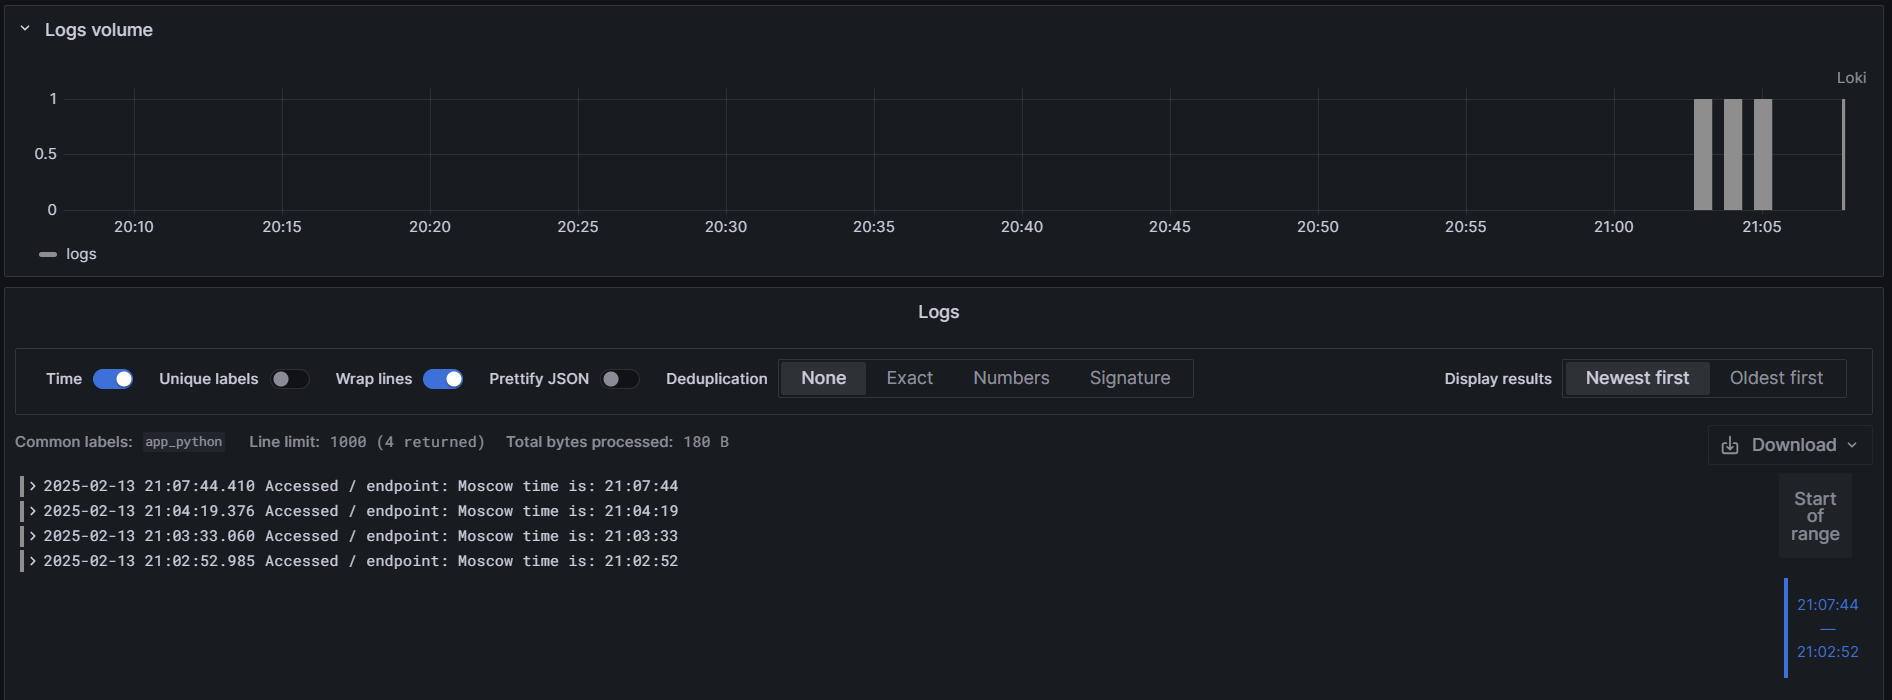 Logs volume
Loki
1
0.5
0
20:10 20:15 20:20 20:25 20:30 20:35 20:40 20:45 20:50 20:55 21:00 21:05
logs
Logs
Time Unique labels Wrap lines Prettify JSON Deduplication None Exact Numbers Signature Display results Newest first Oldest first
Common labels: app_python Line limit: 1000 (4 returned) Total bytes processed: 180 B Download
2025-02-13 21:07:44.410 Accessed / endpoint: Moscow time is: 21:07:44
2025-02-13 21:04:19.376 Accessed / endpoint: Moscow time is: 21:04:19
2025-02-13 21:03:33.060 Accessed / endpoint: Moscow time is: 21:03:33
2025-02-13 21:02:52.985 Accessed / endpoint: Moscow time is: 21:02:52
Start
of
range
21:07:44
—
21:02:52